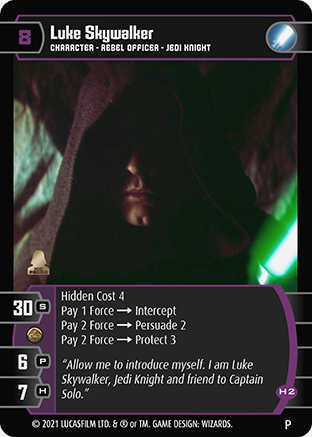 8 Luke Skywalker
CHARACTER - REBEL OFFICER - JEDI KNIGHT
Hidden Cost 4
30 S Pay 1 Force → Intercept
Pay 2 Force → Persuade 2
Pay 2 Force → Protect 3
6 P
"Allow me to introduce myself. I am Luke
7 H Skywalker, Jedi Knight and friend to Captain
Solo."
H2
© 2021 LUCASFILM LTD. & ® or TM. GAME DESIGN: WIZARDS. P